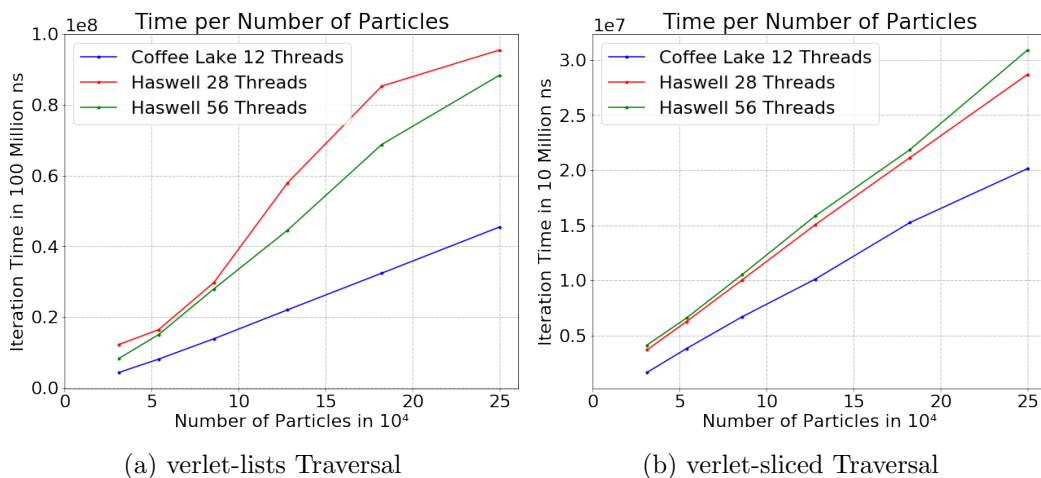 Time per Number of Particles
1e8
Iteration Time in 100 Million ns
1.0
0.8
0.6
0.4
0.2
0.0
Coffee Lake 12 Threads
Haswell 28 Threads
Haswell 56 Threads
0 5 10 15 20 25
Number of Particles in 10⁴
(a) verlet-lists Traversal
Time per Number of Particles
1e7
Iteration Time in 10 Million ns
3.0
2.5
2.0
1.5
1.0
0.5
Coffee Lake 12 Threads
Haswell 28 Threads
Haswell 56 Threads
0 5 10 15 20 25
Number of Particles in 10⁴
(b) verlet-sliced Traversal